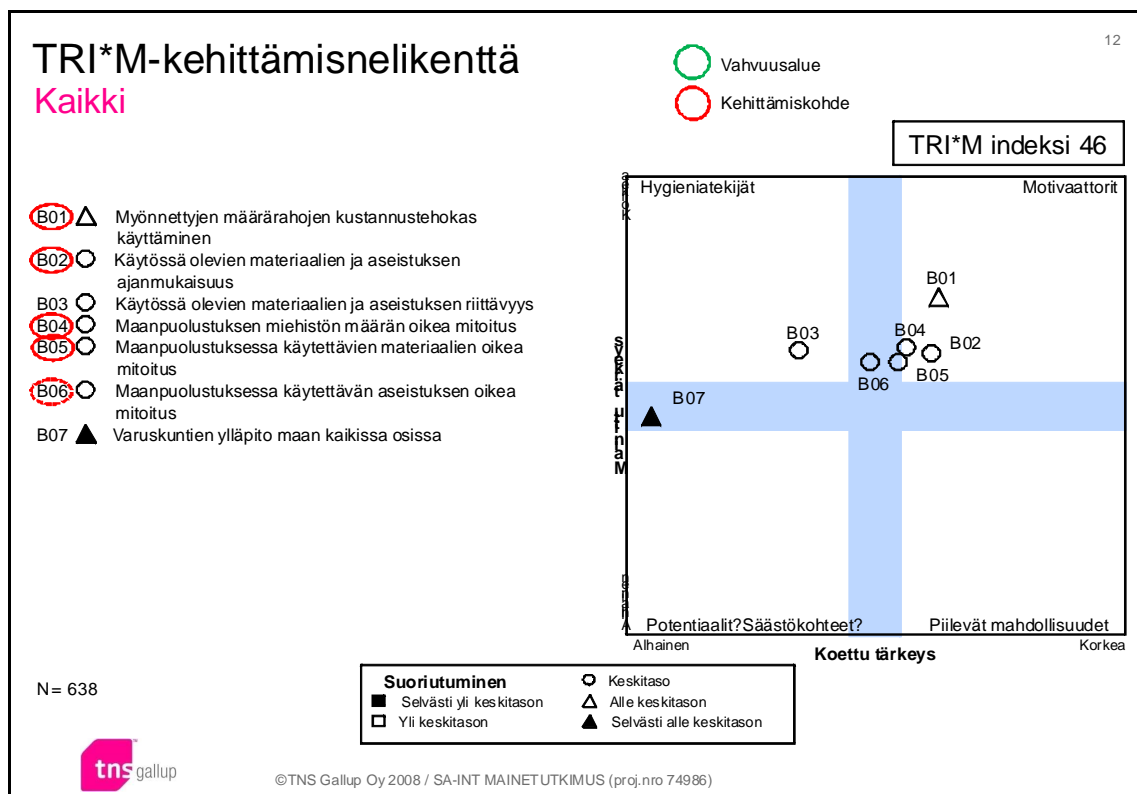 12
TRI*M-kehittämisnelikenttä
Kaikki
Vahvuusalue
Kehittämiskohde
TRI*M indeksi 46
B01 Myönnettyjen määrärahojen kustannustehokas
käyttäminen
B02 Käytössä olevien materiaalien ja aseistuksen
ajanmukaisuus
B03 Käytössä olevien materiaalien ja aseistuksen riittävyys
B04 Maanpuolustuksen miehistön määrän oikea mitoitus
B05 Maanpuolustuksessa käytettävien materiaalien oikea
mitoitus
B06 Maanpuolustuksessa käytettävän aseistuksen oikea
mitoitus
B07 Varuskuntien ylläpito maan kaikissa osissa
Hygieniatekijät Motivaattorit
B01
B03
B04
B02
B06
B05
B07
Mainittu tärkeys
Potentiaalit?Säästökohteet? Piilevät mahdollisuudet
Alhainen Korkea
Koettu tärkeys
N= 638
Suoriutuminen
Selvästi yli keskitason
Yli keskitason
Keskitaso
Alle keskitason
Selvästi alle keskitason
tns gallup
©TNS Gallup Oy 2008 / SA-INT MAINETUTKIMUS (proj.nro 74986)